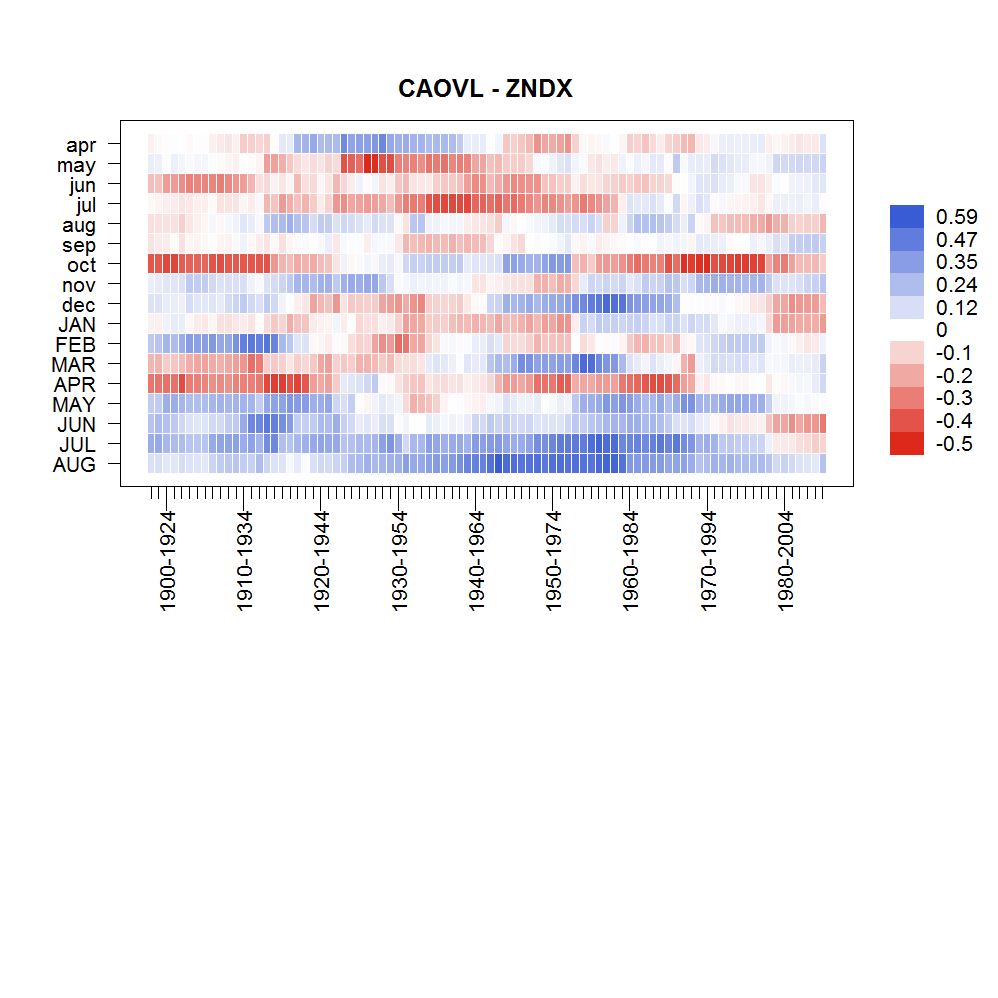 CAOVL - ZNDX
apr
may
jun
jul
aug
sep
oct
nov
dec
JAN
FEB
MAR
APR
MAY
JUN
JUL
AUG
0.59
0.47
0.35
0.24
0.12
0
-0.1
-0.2
-0.3
-0.4
-0.5
1900-1924
1910-1934
1920-1944
1930-1954
1940-1964
1950-1974
1960-1984
1970-1994
1980-2004